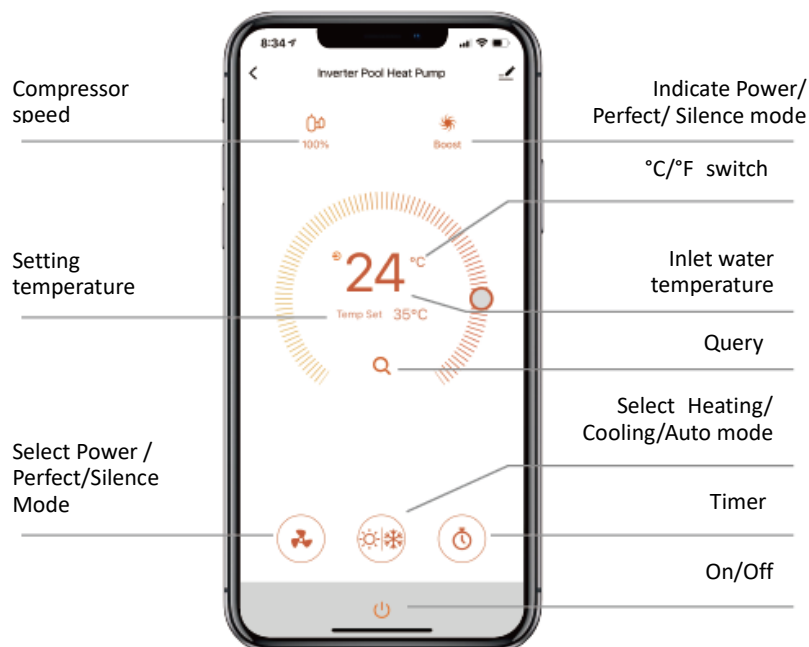 8:34
Inverter Pool Heat Pump
Compressor
speed
Indicate Power/
Perfect/ Silence mode
100%
Boost
°C/°F switch
24 °C
Setting
temperature
Inlet water
temperature
Temp Set 35°C
Query
Select Heating/
Cooling/Auto mode
Select Power /
Perfect/Silence
Mode
Timer
On/Off